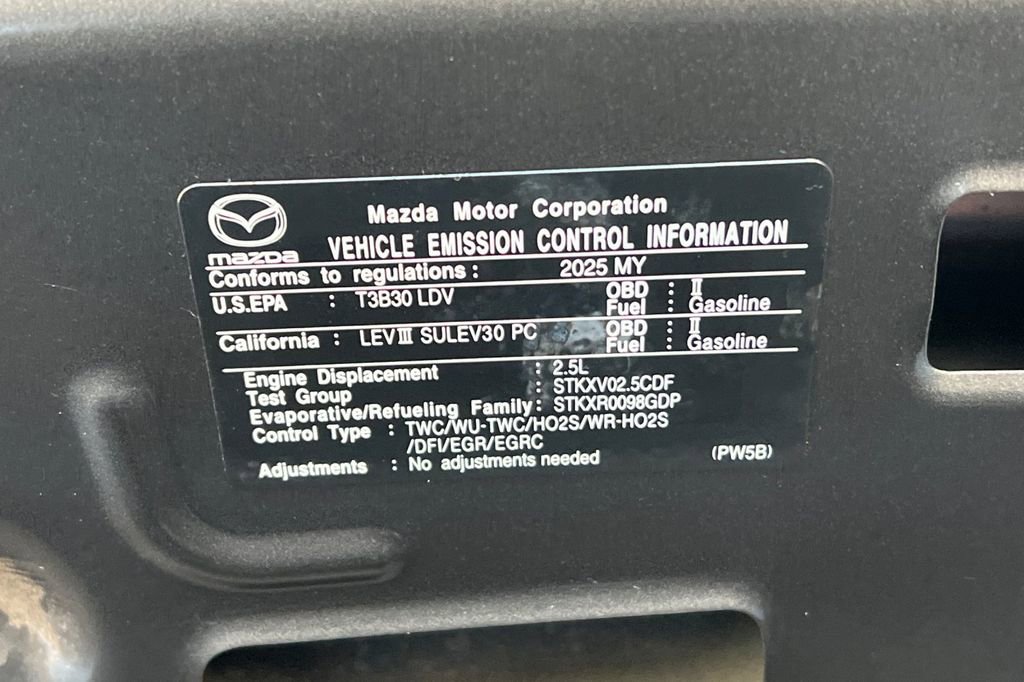 mazda
Mazda Motor Corporation
VEHICLE EMISSION CONTROL INFORMATION
Conforms to regulations : 2025 MY
U.S.EPA : T3B30 LDV OBD : II
Fuel : Gasoline
California : LEVIII SULEV30 PC OBD : II
Fuel : Gasoline
Engine Displacement : 2.5L
Test Group : STKXV02.5CDF
Evaporative/Refueling Family: STKXR0098GDP
Control Type : TWC/WU-TWC/HO2S/WR-HO2S
/DFI/EGR/EGRC
Adjustments : No adjustments needed (PW5B)